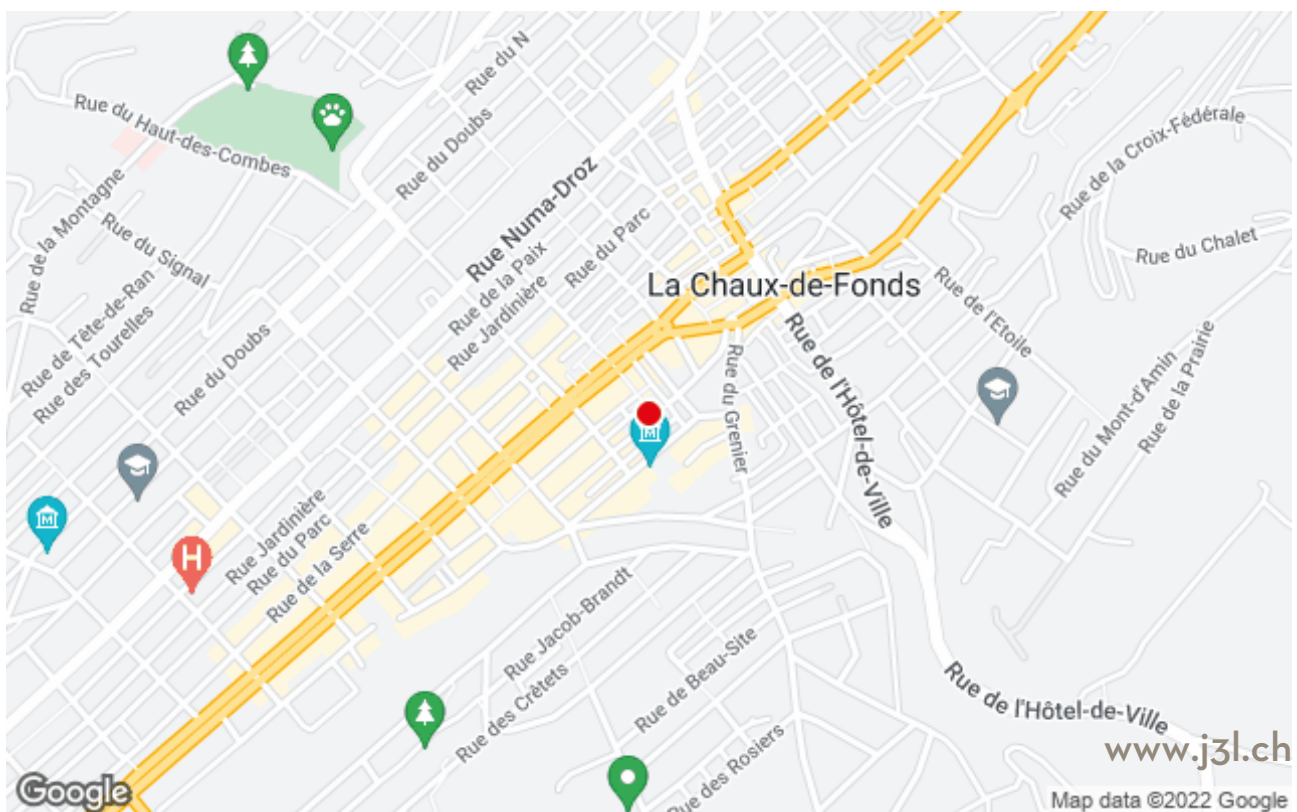 Rue du N
Rue du Haut-des-Combes
Rue du Doubs
Rue de la Croix-Fédérale
Rue Numa-Droz
Rue de la Montagne
Rue du Signal
Rue du Parc
Rue de la Paix
Rue du Chalet
La Chaux-de-Fonds
Rue Jardinière
Rue de l'Etoile
Rue de Tête-de-Ran
Rue des Tourelles
Rue du Doubs
Rue de l'Hôtel-de-Ville
Rue du Grenier
Rue de la Prairie
Rue du Mont-d'Amin
M
M
H
Rue Jardinière
Rue du Parc
Rue de la Serre
Rue Jacob-Brandt
Rue des Crêtets
Rue de Beau-Site
Rue de l'Hôtel-de-Ville
Rue des Rosiers
www.j3l.ch
Google
Map data ©2022 Google